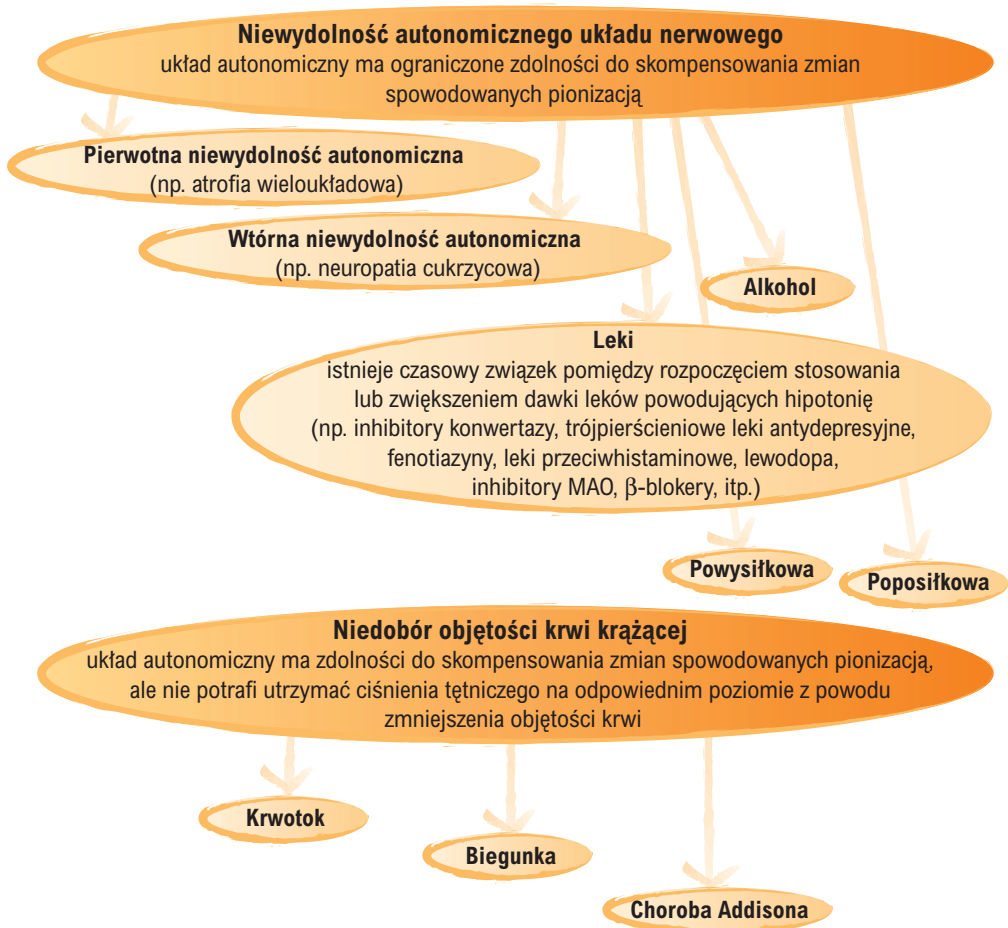 Niewydolność autonomicznego układu nerwowego
układ autonomiczny ma ograniczone zdolności do skompensowania zmian
spowodowanych pionizacją
Pierwotna niewydolność autonomiczna
(np. atrofia wieloukładowa)
Wtórna niewydolność autonomiczna
(np. neuropatia cukrzycowa)
Alkohol
Leki
istnieje czasowy związek pomiędzy rozpoczęciem stosowania
lub zwiększeniem dawki leków powodujących hipotonię
(np. inhibitory konwertazy, trójpierścieniowe leki antydepresyjne,
fenotiazyny, leki przeciwhistaminowe, lewodopa,
inhibitory MAO, β-blokery, itp.)
Powysiłkowa
Poposiłkowa
Niedobór objętości krwi krążącej
układ autonomiczny ma zdolności do skompensowania zmian spowodowanych pionizacją,
ale nie potrafi utrzymać ciśnienia tętniczego na odpowiednim poziomie z powodu
zmniejszenia objętości krwi
Krwotok
Biegunka
Choroba Addisona